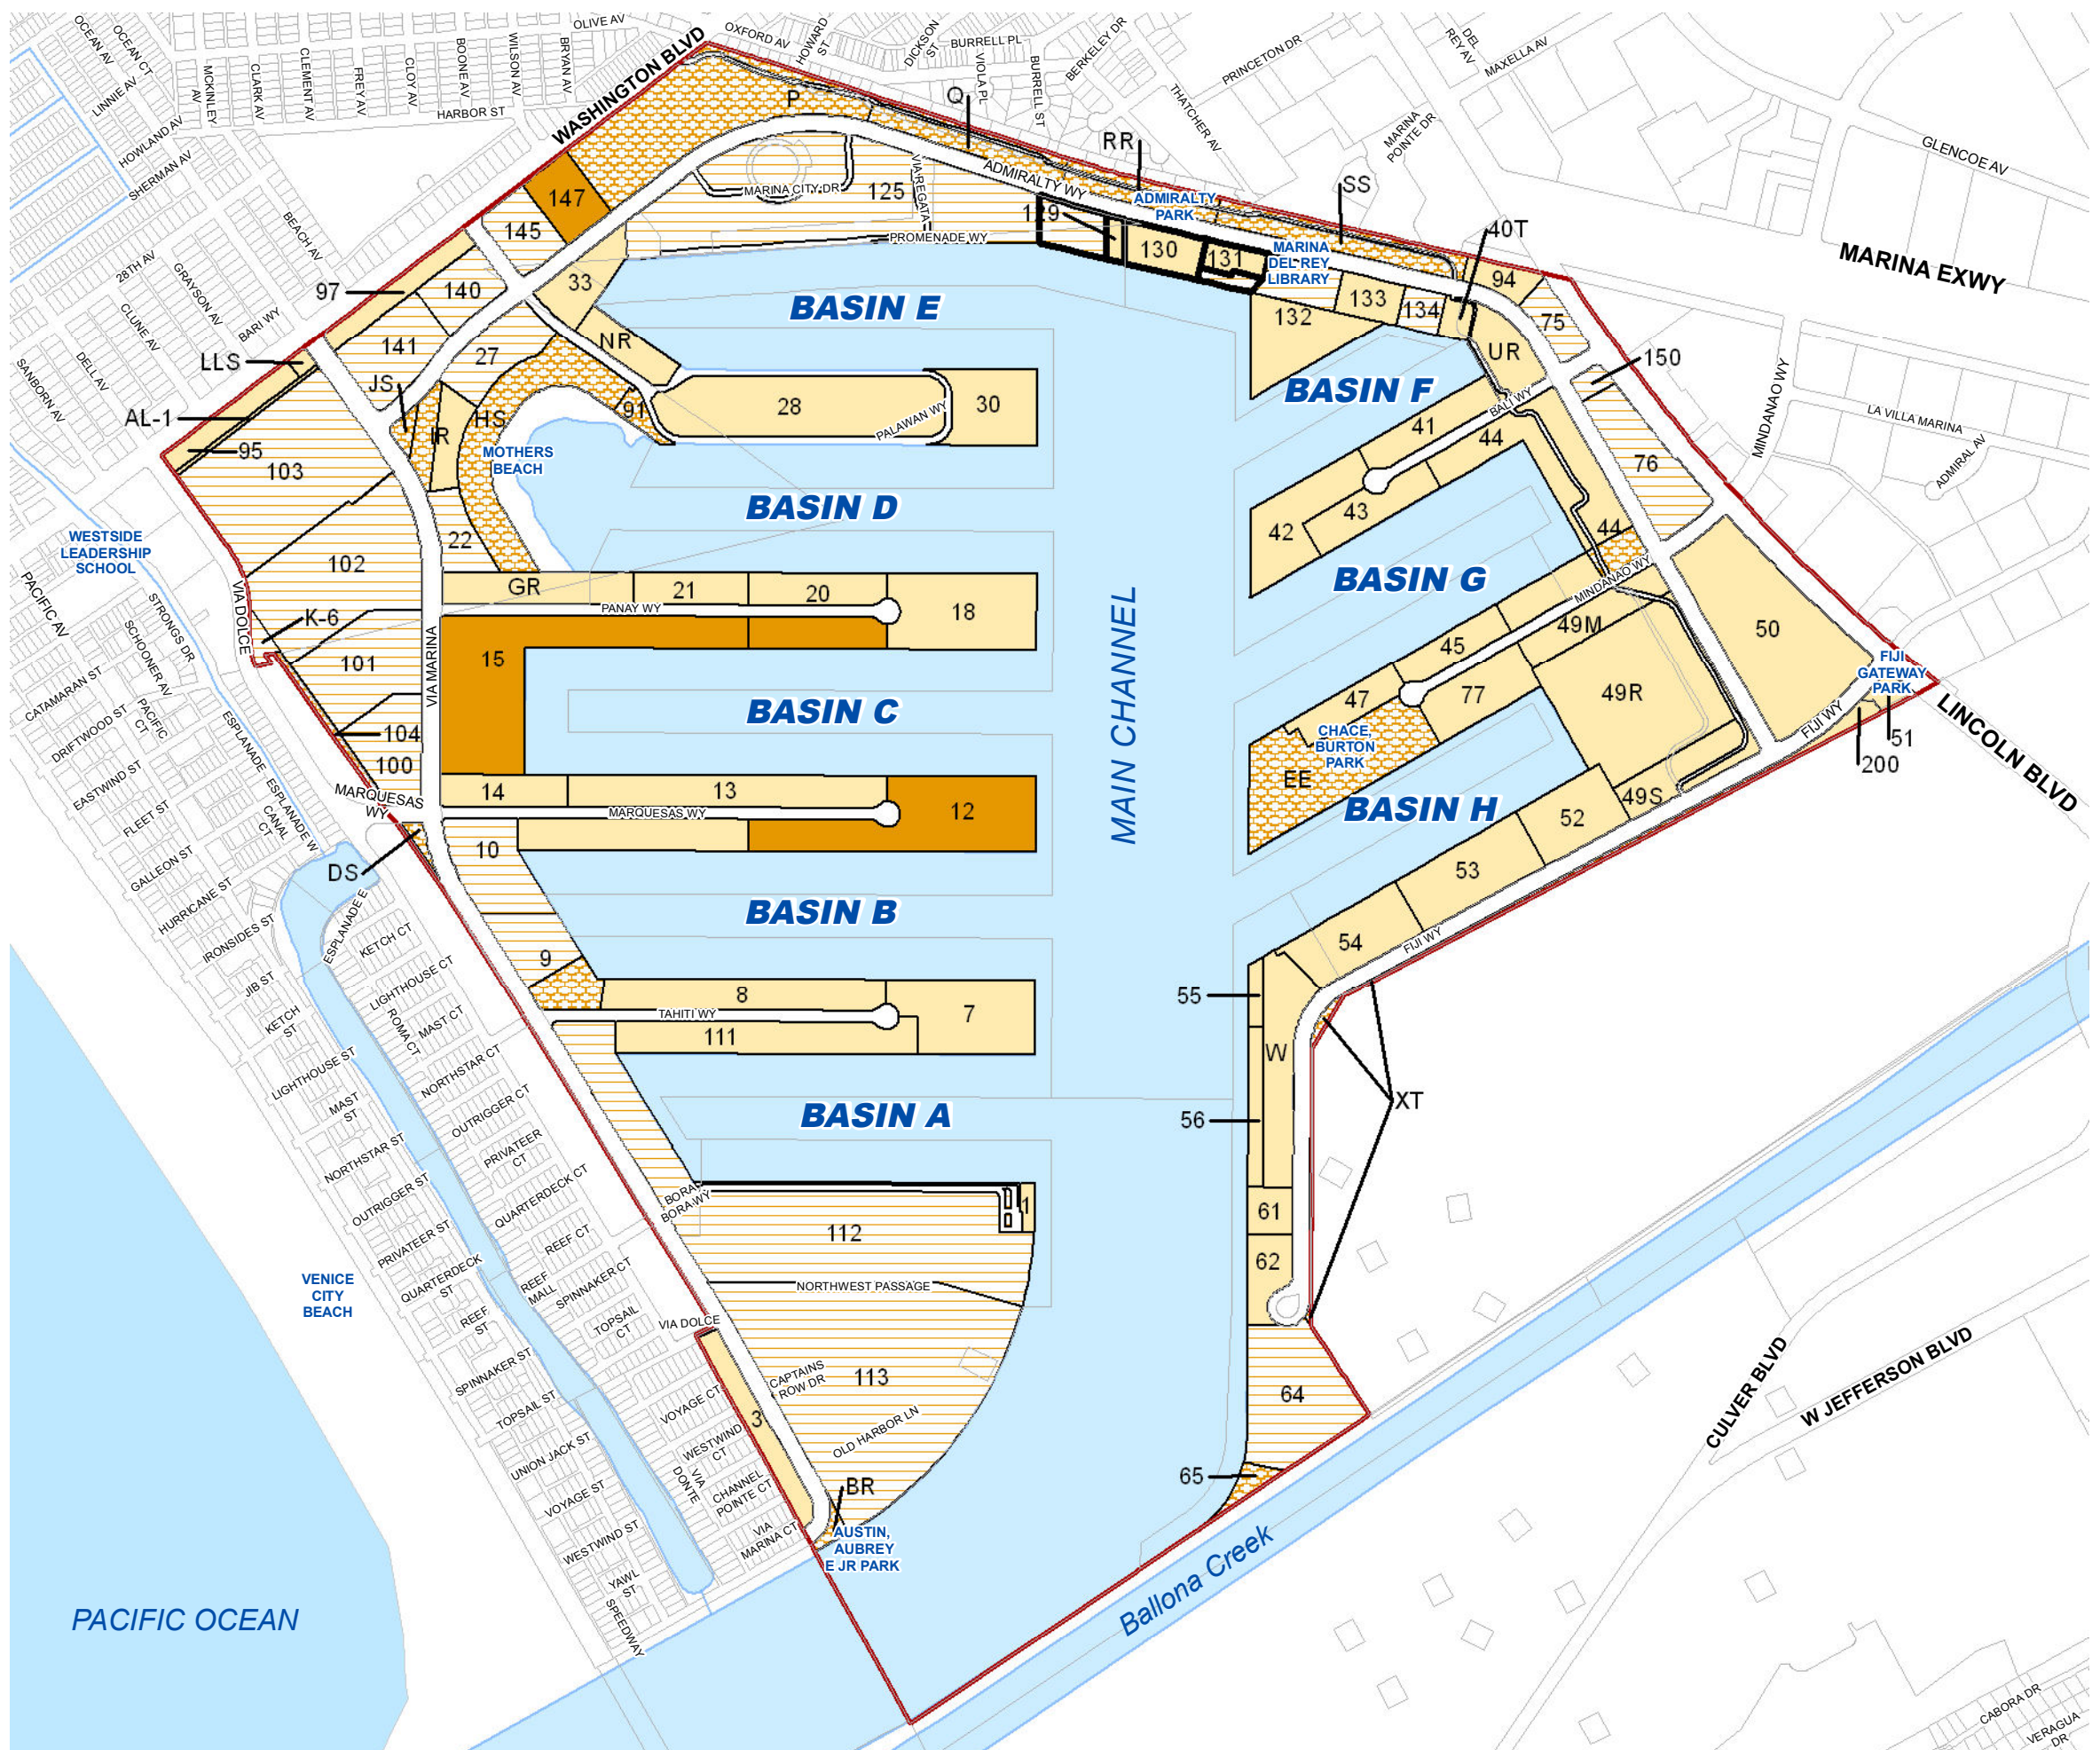 OCEAN AV
OCEAN CT
LINNIE AV
HOWLAND AV
SHERMAN AV
MCKINLEY
AV
CLARK AV
CLEMENT AV
FREY AV
CLOY AV
BOONE AV
WILSON AV
BRYAN AV
OLIVE AV
HARBOR ST
WASHINGTON BLVD
OXFORD AV
HOWARD
ST
DICKSON
ST
BURRELL PL
VIOLA PL
BURRELL ST
BERKELEY DR
THATCHER AV
PRINCETON DR
MARINA
POINTE DR
DEL
REY AV
MAXELLA AV
GLENCOE AV
MARINA EXWY
P
Q
RR
SS
ADMIRALTY WY
ADMIRALTY
PARK
147
145
MARINA CITY DR
125
VIA REGATTA
PROMENADE WY
129
130
131
MARINA
DEL REY
LIBRARY
40T
94
75
150
28TH AV
BEACH AV
GRAYSON AV
CLUNE AV
BARI WY
DELL AV
SANBORN AV
97
140
33
141
27
NR
LLS
JS
AL-1
95
103
IR
HS
91
MOTHERS
BEACH
28
PALAWAN WY
30
BASIN E
132
133
134
UR
BASIN F
41
BALI WY
44
42
43
76
44
MINDANAO WY
LA VILLA MARINA
ADMIRAL AV
BASIN D
WESTSIDE
LEADERSHIP
SCHOOL
102
22
VIA DOLCE
K-6
101
VIA MARINA
104
100
GR
21
20
18
PANAY WY
15
BASIN C
MAIN CHANNEL
BASIN G
MINDANAO WY
45
49M
47
77
49R
50
FIJI
GATEWAY
PARK
51
200
FIJI WY
LINCOLN BLVD
CHACE,
BURTON
PARK
EE
BASIN H
49S
52
53
54
FIJI WY
PACIFIC AV
STRONGS DR
SCHOONER AV
PACIFIC
CT
CATAMARAN ST
DRIFTWOOD ST
EASTWIND ST
FLEET ST
GALLEON ST
HURRICANE ST
IRONSIDES ST
JIB ST
KETCH
ST
LIGHTHOUSE ST
MAST
ST
NORTHSTAR ST
OUTRIGGER ST
PRIVATEER ST
QUARTERDECK
ST
REEF
ST
SPINNAKER ST
TOPSAIL ST
UNION JACK ST
VOYAGE ST
WESTWIND ST
YAWL
ST
SPEEDWAY
ESPLANADE
ESPLANADE W
CANAL
CT
ESPLANADE E
KETCH CT
LIGHTHOUSE CT
ROMA CT
MAST CT
NORTHSTAR CT
OUTRIGGER CT
PRIVATEER
CT
QUARTERDECK CT
REEF CT
REEF
MALL
SPINNAKER CT
TOPSAIL
CT
VIA DOLCE
VOYAGE CT
WESTWIND
CT
VIA
DONTE
CHANNEL
POINTE CT
VIA
MARINA CT
MARQUESAS
WY
14
13
12
MARQUESAS WY
DS
10
BASIN B
9
8
7
TAHITI WY
111
BASIN A
BORA
BORA WY
1
112
NORTHWEST PASSAGE
CAPTAINS
ROW DR
113
OLD HARBOR LN
3
BR
AUSTIN,
AUBREY
E JR PARK
55
W
56
XT
61
62
64
65
VENICE
CITY
BEACH
PACIFIC OCEAN
Ballona Creek
CULVER BLVD
W JEFFERSON BLVD
CABORA DR
VERAGUA
DR